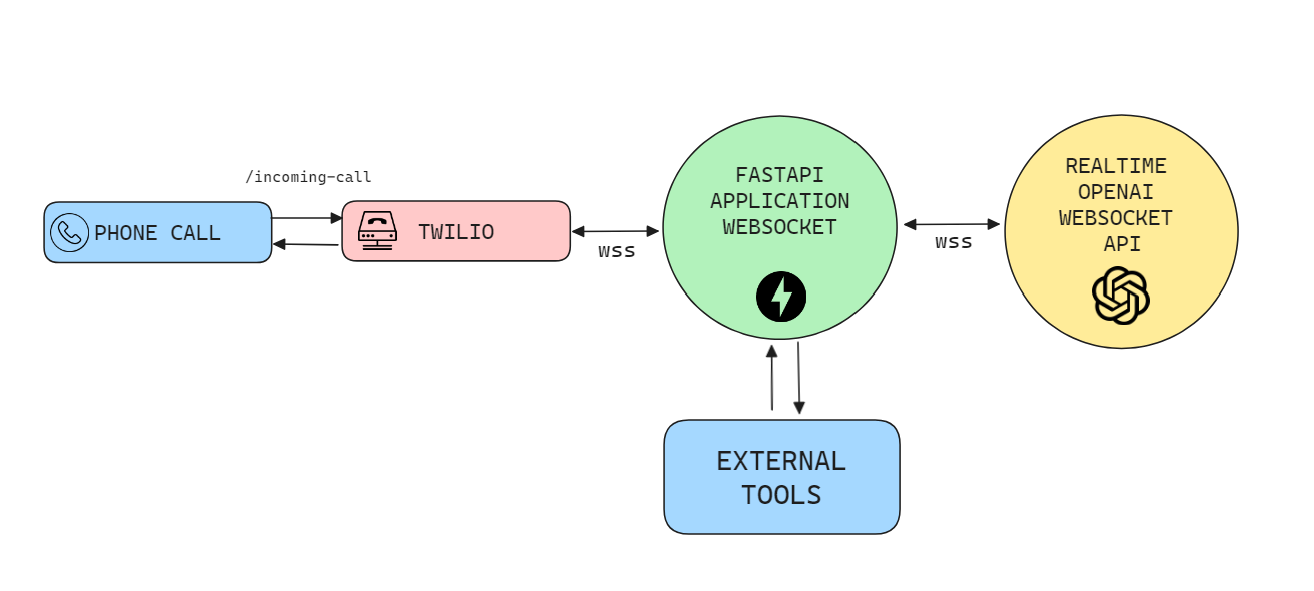 /incoming-call
PHONE CALL
TWILIO
wss
FASTAPI
APPLICATION
WEBSOCKET
wss
REALTIME
OPENAI
WEBSOCKET
API
EXTERNAL
TOOLS